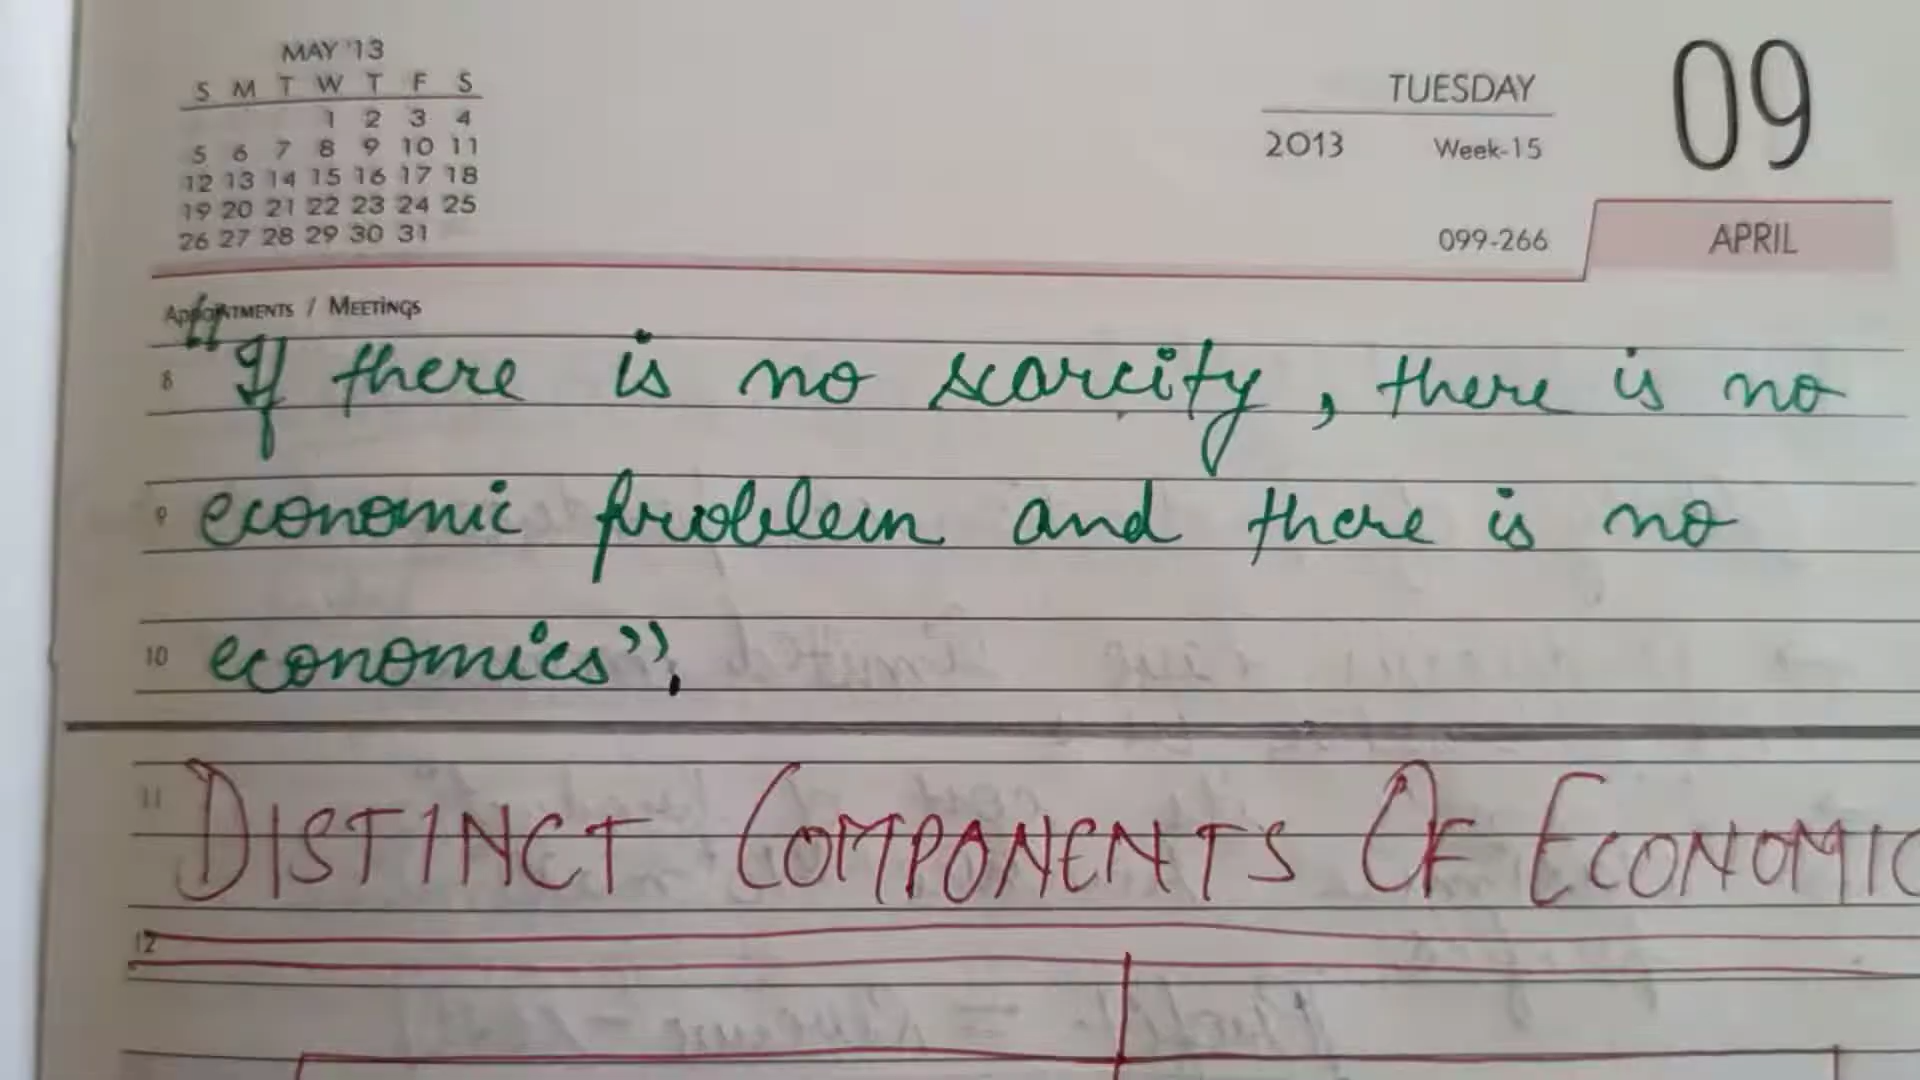 MAY '13
S M T W T F S
1 2 3 4
5 6 7 8 9 10 11
12 13 14 15 16 17 18
19 20 21 22 23 24 25
26 27 28 29 30 31
TUESDAY
2013 Week-15
099-266
09
APRIL
Appointments / Meetings
8 "If there is no scarcity, there is no
9 economic problem and there is no
10 economics".
11 DISTINCT COMPONENTS OF ECONOMIC
12